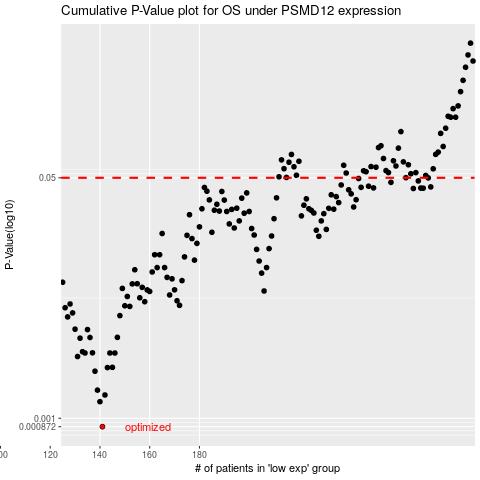 Cumulative P-Value plot for OS under PSMD12 expression
P-Value(log10)
0.05
0.001
0.000872
optimized
00 120 140 160 180
# of patients in 'low exp' group